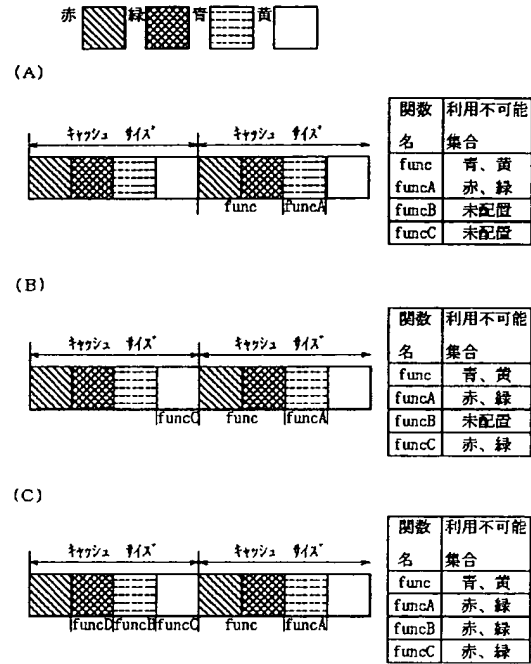 赤 緑 青 黄
(A)
キャッシュ サイズ キャッシュ サイズ
func funcA
関数名 利用不可能集合
func 青、黄
funcA 赤、緑
funcB 未配置
funcC 未配置
(B)
キャッシュ サイズ キャッシュ サイズ
funcC func funcA
関数名 利用不可能集合
func 青、黄
funcA 赤、緑
funcB 未配置
funcC 赤、緑
(C)
キャッシュ サイズ キャッシュ サイズ
funcD funcB funcC func funcA
関数名 利用不可能集合
func 青、黄
funcA 赤、緑
funcB 赤、緑
funcC 赤、緑